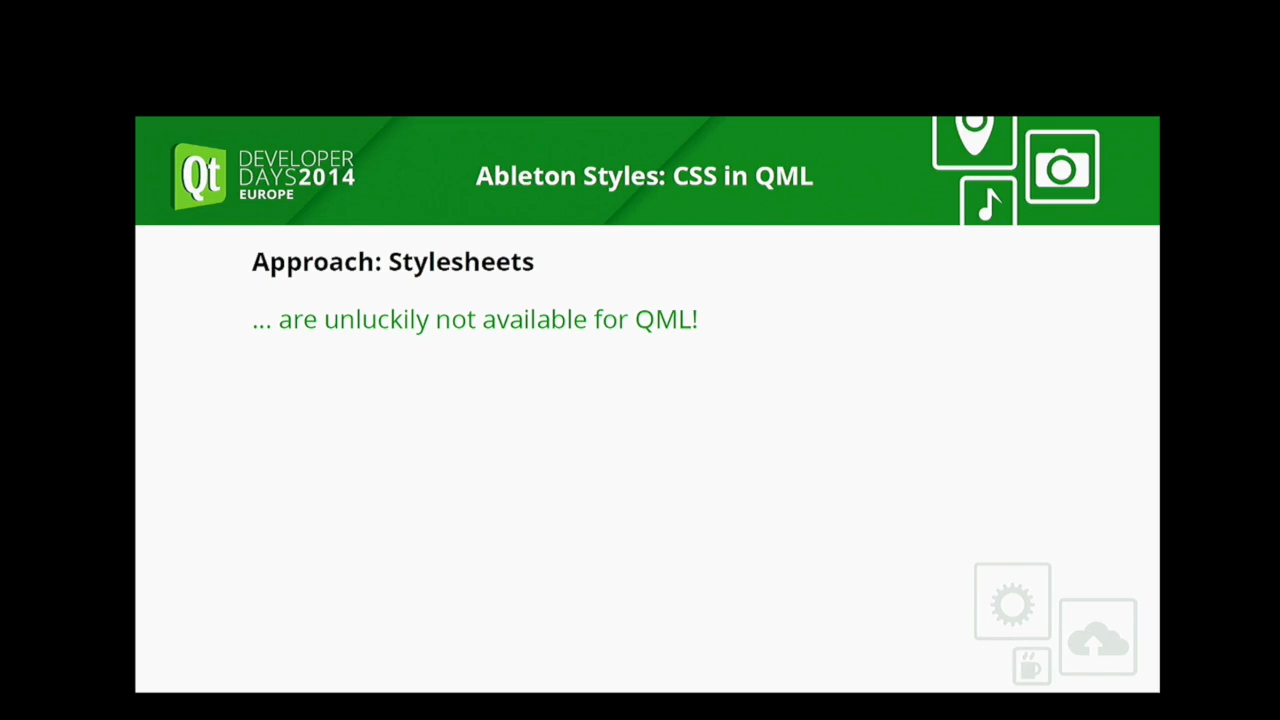 Qt
DEVELOPER
DAYS2014
EUROPE
Ableton Styles: CSS in QML
Approach: Stylesheets
... are unluckily not available for QML!